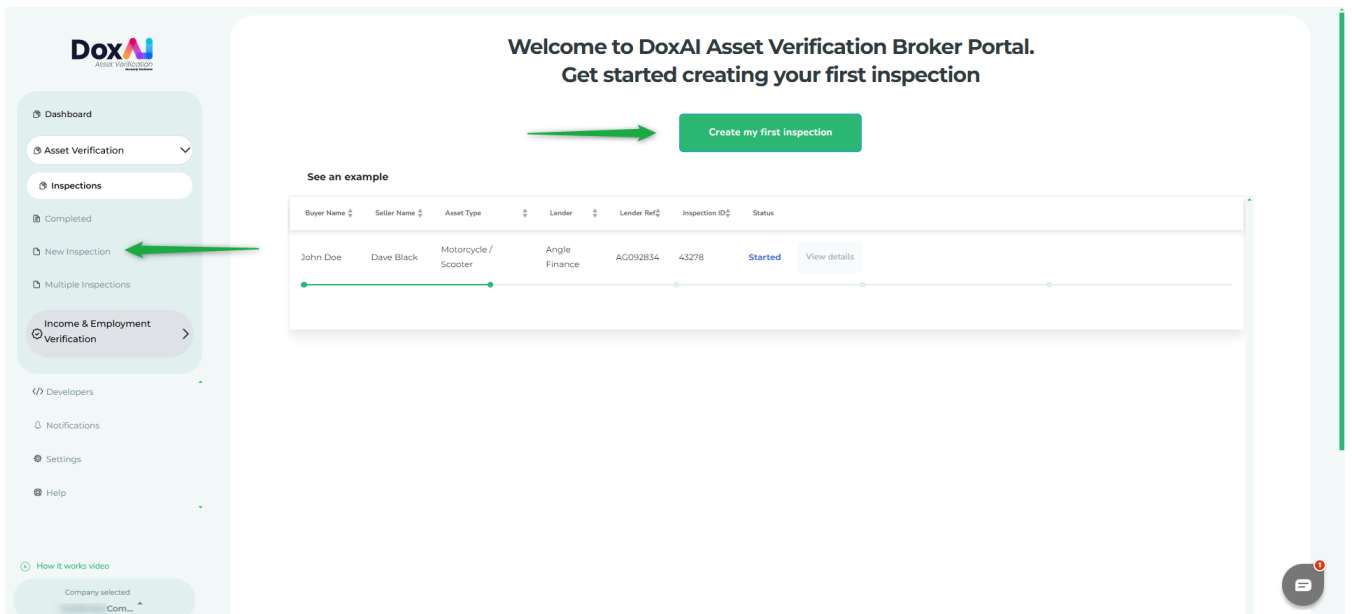 DoxAI
Asset Verification
Dashboard
Asset Verification
Inspections
Completed
New Inspection
Multiple Inspections
Income & Employment
Verification
</> Developers
Notifications
Settings
Help
How it works video
Company selected
Com...
Welcome to DoxAI Asset Verification Broker Portal.
Get started creating your first inspection
Create my first inspection
See an example
Buyer Name Seller Name Asset Type Lender Lender Ref. Inspection ID Status
John Doe Dave Black Motorcycle / Angle AG092834 43278 Started View details
Scooter Finance
1